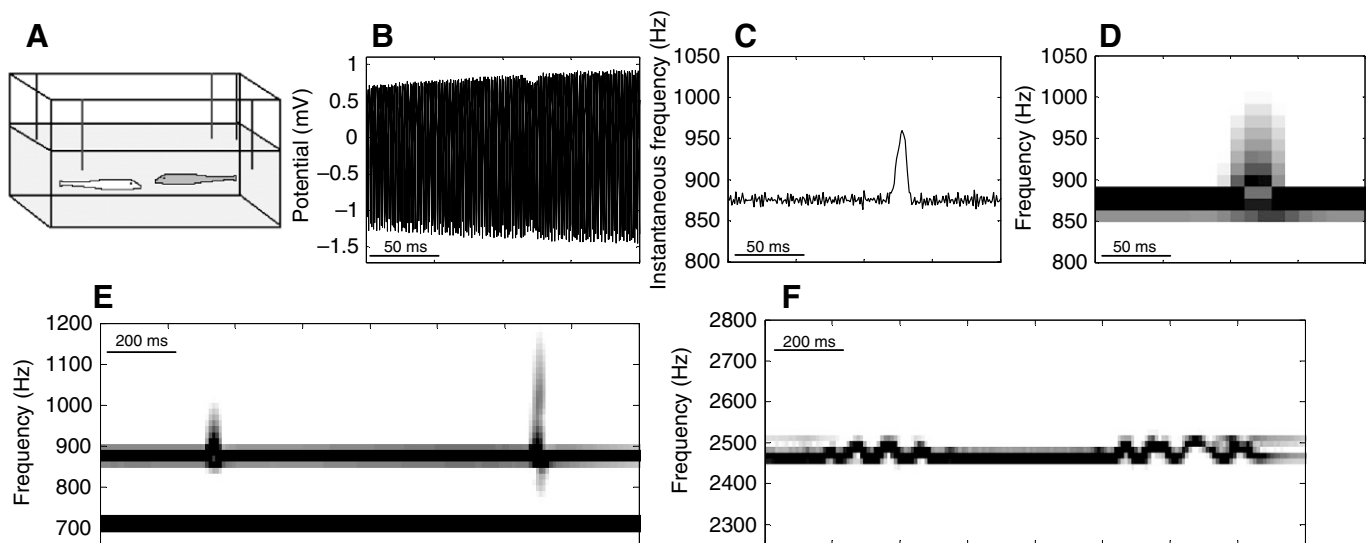 A
B
Potential (mV)
1
0.5
0
−0.5
−1
−1.5
50 ms
C
Instantaneous frequency (Hz)
1050
1000
950
900
850
800
50 ms
D
Frequency (Hz)
1050
1000
950
900
850
800
50 ms
E
Frequency (Hz)
1200
1100
1000
900
800
700
200 ms
F
Frequency (Hz)
2800
2700
2600
2500
2400
2300
200 ms